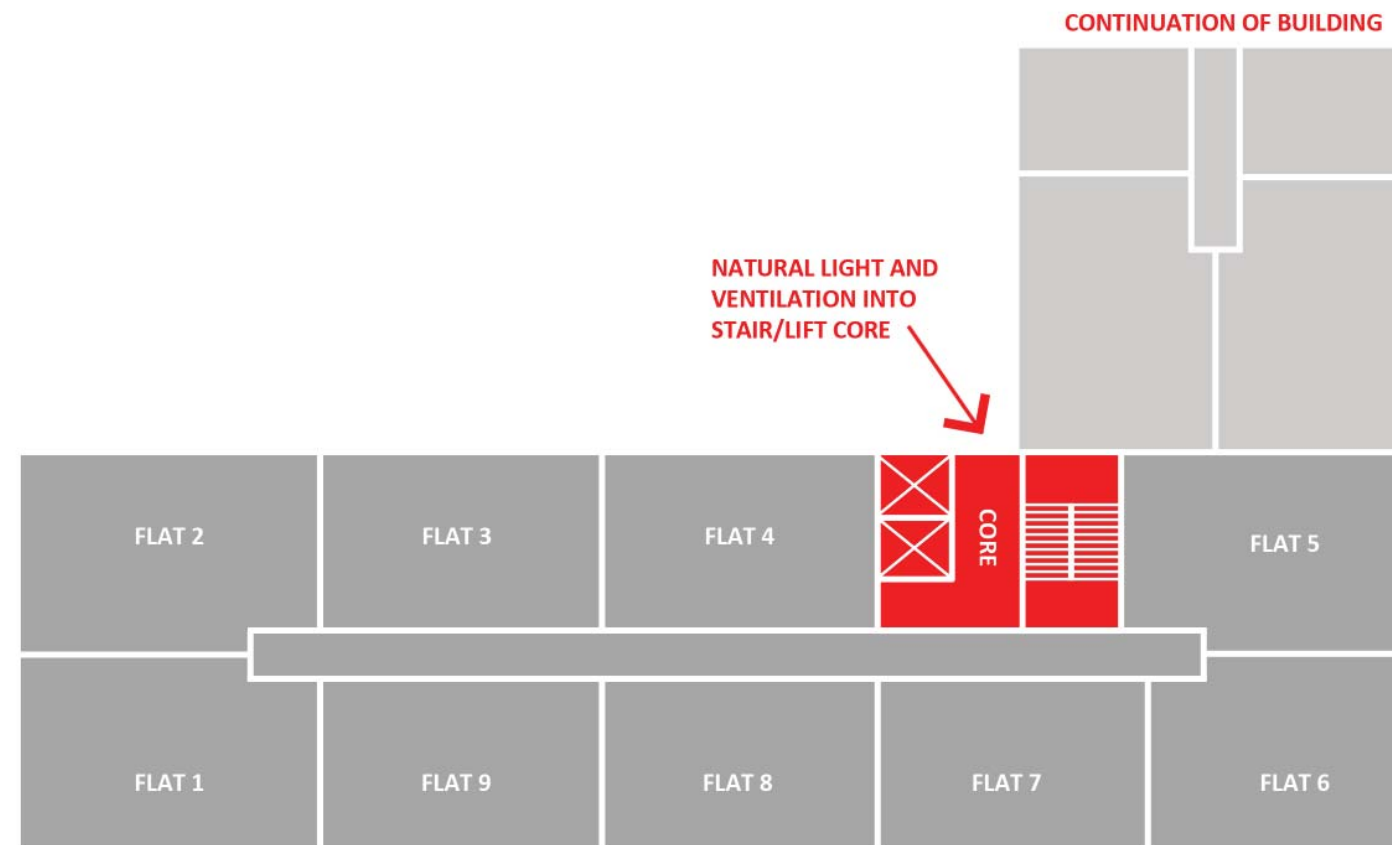 CONTINUATION OF BUILDING
NATURAL LIGHT AND
VENTILATION INTO
STAIR/LIFT CORE
FLAT 2
FLAT 3
FLAT 4
CORE
FLAT 5
FLAT 1
FLAT 9
FLAT 8
FLAT 7
FLAT 6